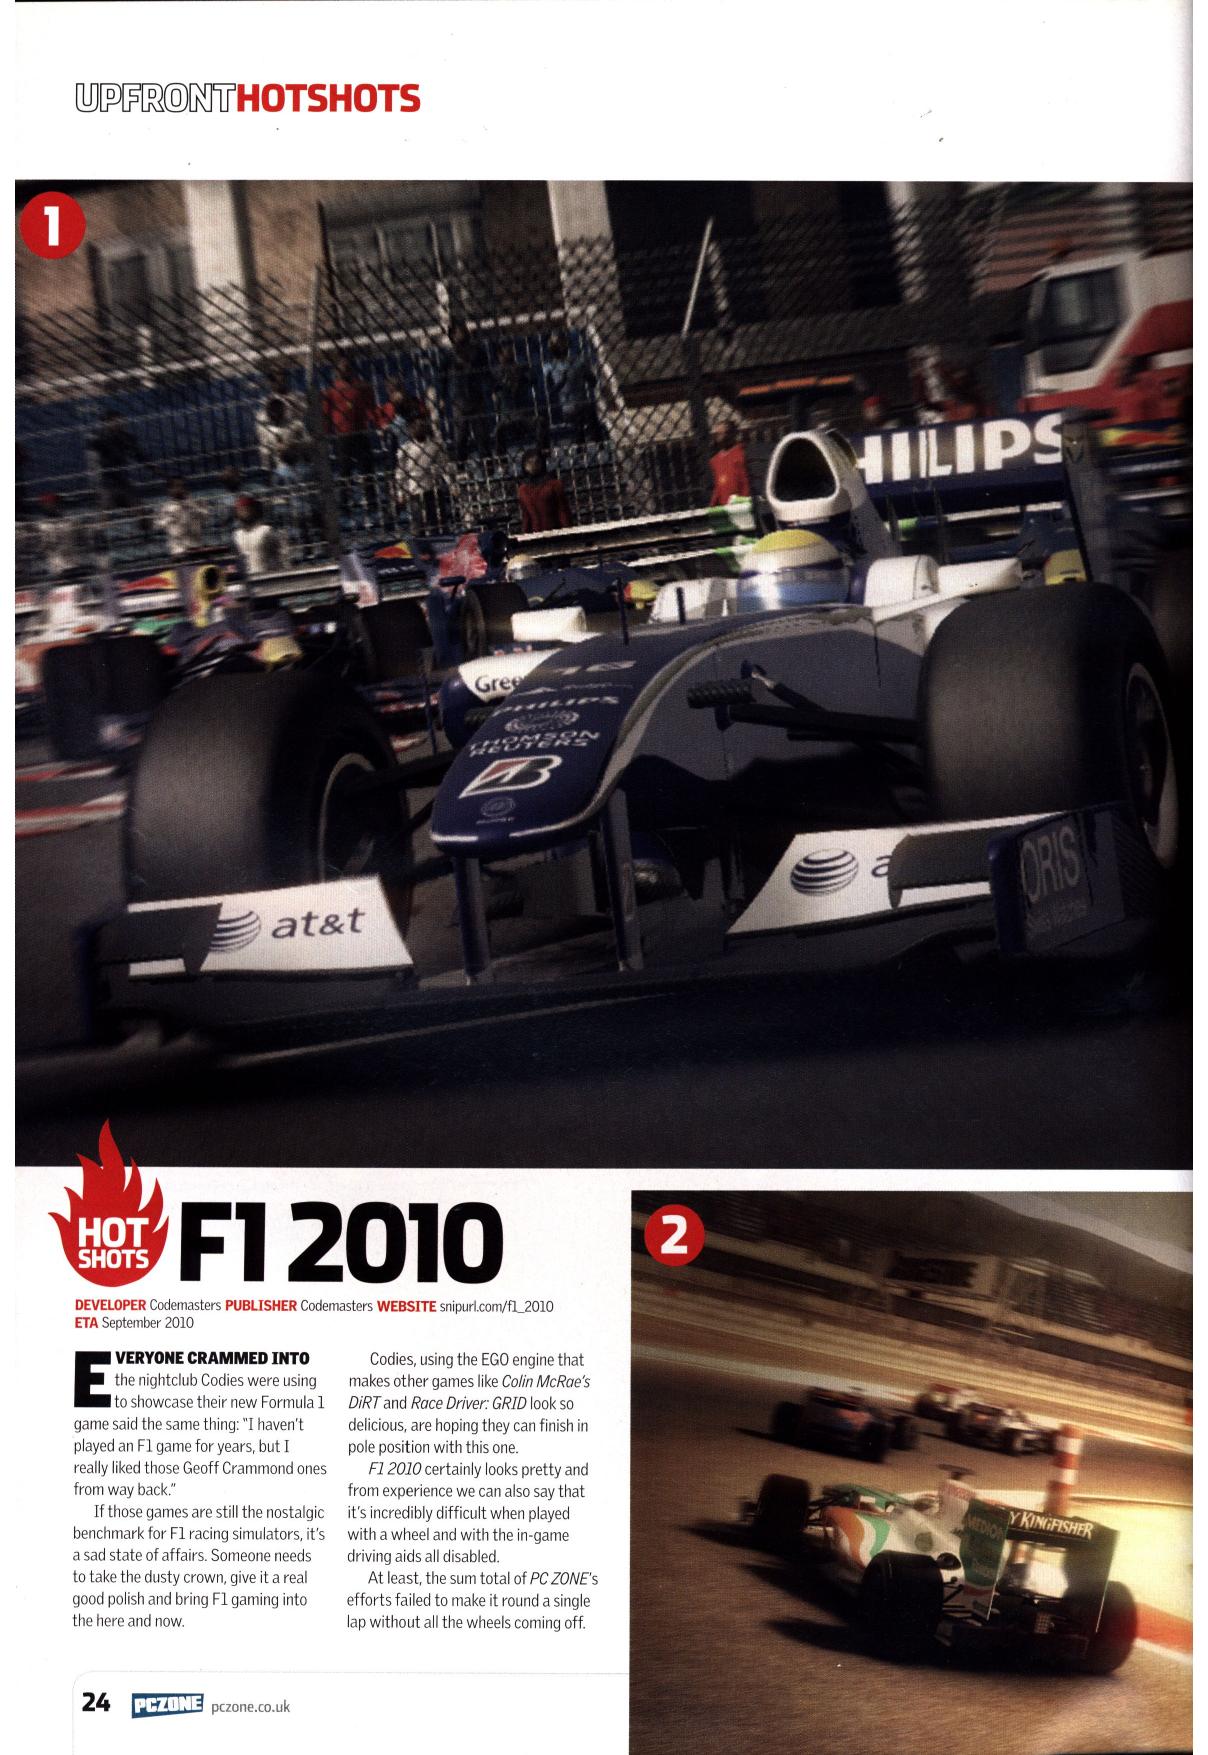 UPFRONTHOTSHOTS
1
PHILIPS
Gree
PHILIPS
THOMSON
REUTERS
B
at&t
a
ORIS
HOT
SHOTS
F1 2010
DEVELOPER Codemasters PUBLISHER Codemasters WEBSITE snipurl.com/f1_2010
ETA September 2010
EVERYONE CRAMMED INTO
the nightclub Codies were using
to showcase their new Formula 1
game said the same thing: "I haven't
played an F1 game for years, but I
really liked those Geoff Crammond ones
from way back."
If those games are still the nostalgic
benchmark for F1 racing simulators, it's
a sad state of affairs. Someone needs
to take the dusty crown, give it a real
good polish and bring F1 gaming into
the here and now.
Codies, using the EGO engine that
makes other games like Colin McRae's
DiRT and Race Driver: GRID look so
delicious, are hoping they can finish in
pole position with this one.
F1 2010 certainly looks pretty and
from experience we can also say that
it's incredibly difficult when played
with a wheel and with the in-game
driving aids all disabled.
At least, the sum total of PC ZONE's
efforts failed to make it round a single
lap without all the wheels coming off.
2
MEDION
Y KINGFISHER
24 PCZONE pczone.co.uk